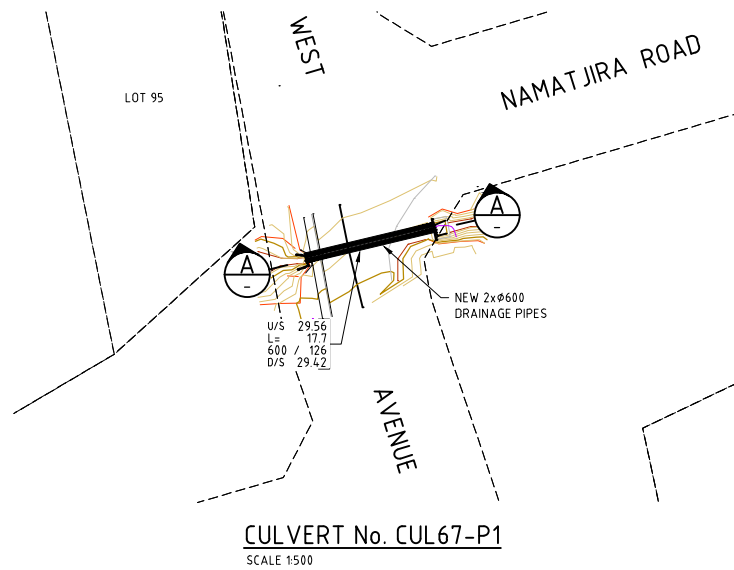 WEST
NAMATJIRA ROAD
LOT 95
A
-
A
-
NEW 2xø600
DRAINAGE PIPES
U/S 29.56
L= 17.7
600 / 126
D/S 29.42
AVENUE
CULVERT No. CUL67-P1
SCALE 1:500